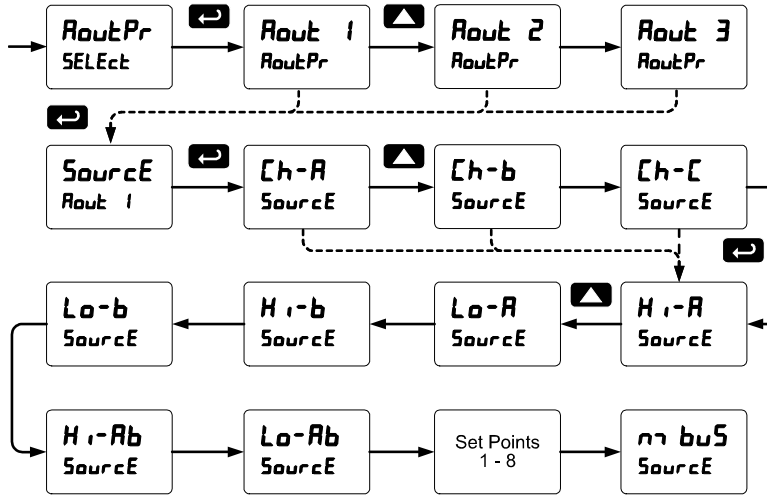 AoutPr
SELEct
Aout 1
AoutPr
Aout 2
AoutPr
Aout 3
AoutPr
SourcE
Aout 1
Ch-A
SourcE
Ch-b
SourcE
Ch-C
SourcE
Lo-b
SourcE
Hi-b
SourcE
Lo-A
SourcE
Hi-A
SourcE
Hi-Ab
SourcE
Lo-Ab
SourcE
Set Points
1 - 8
m buS
SourcE